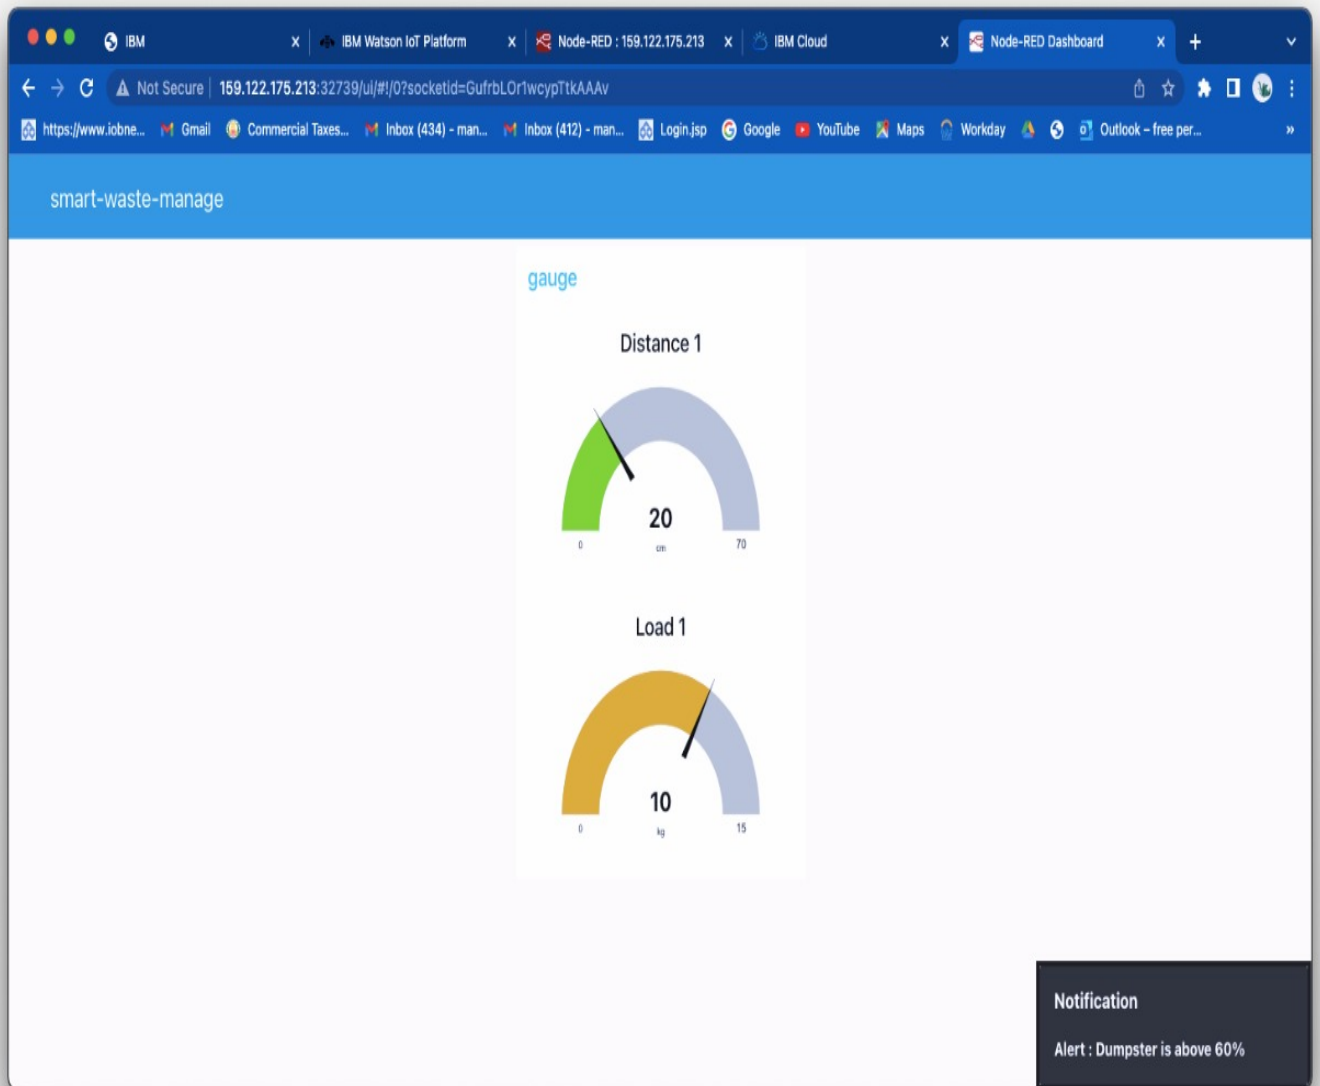 IBM x IBM Watson IoT Platform x Node-RED : 159.122.175.213 x IBM Cloud x Node-RED Dashboard x +
Not Secure | 159.122.175.213:32739/ui/#!/0?socketid=GufrbLOr1wcypTtkAAAv
https://www.iobne... Gmail Commercial Taxes... Inbox (434) - man... Inbox (412) - man... Login.jsp Google YouTube Maps Workday Outlook – free per... »
smart-waste-manage
gauge
Distance 1
20
0 cm 70
Load 1
10
0 kg 15
Notification
Alert : Dumpster is above 60%